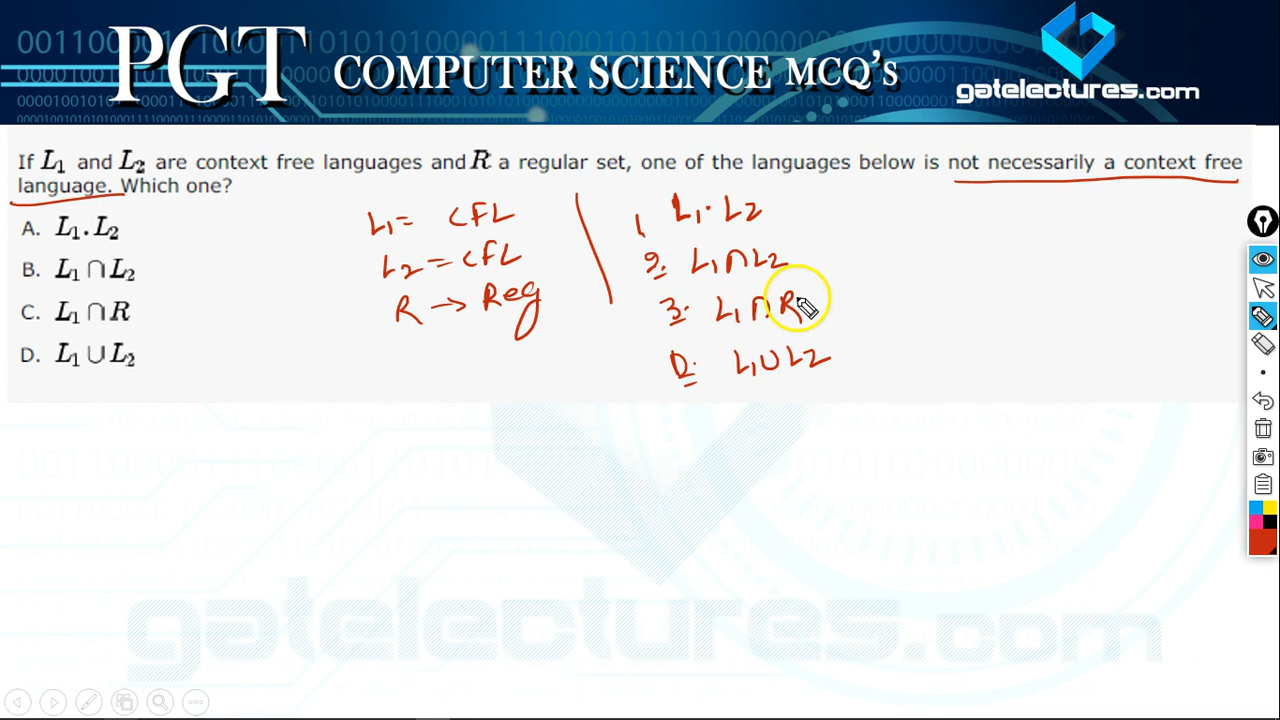 PGT COMPUTER SCIENCE MCQ's
gatelectures.com
If L₁ and L₂ are context free languages and R a regular set, one of the languages below is not necessarily a context free
language. Which one?
A. L₁.L₂
B. L₁∩L₂
C. L₁∩R
D. L₁∪L₂
L₁= CFL
L₂ = CFL
R → Reg
1, L₁.L2
2. L₁∩L2
3. L₁∩R
D. L₁∪L2
gatelectures.com